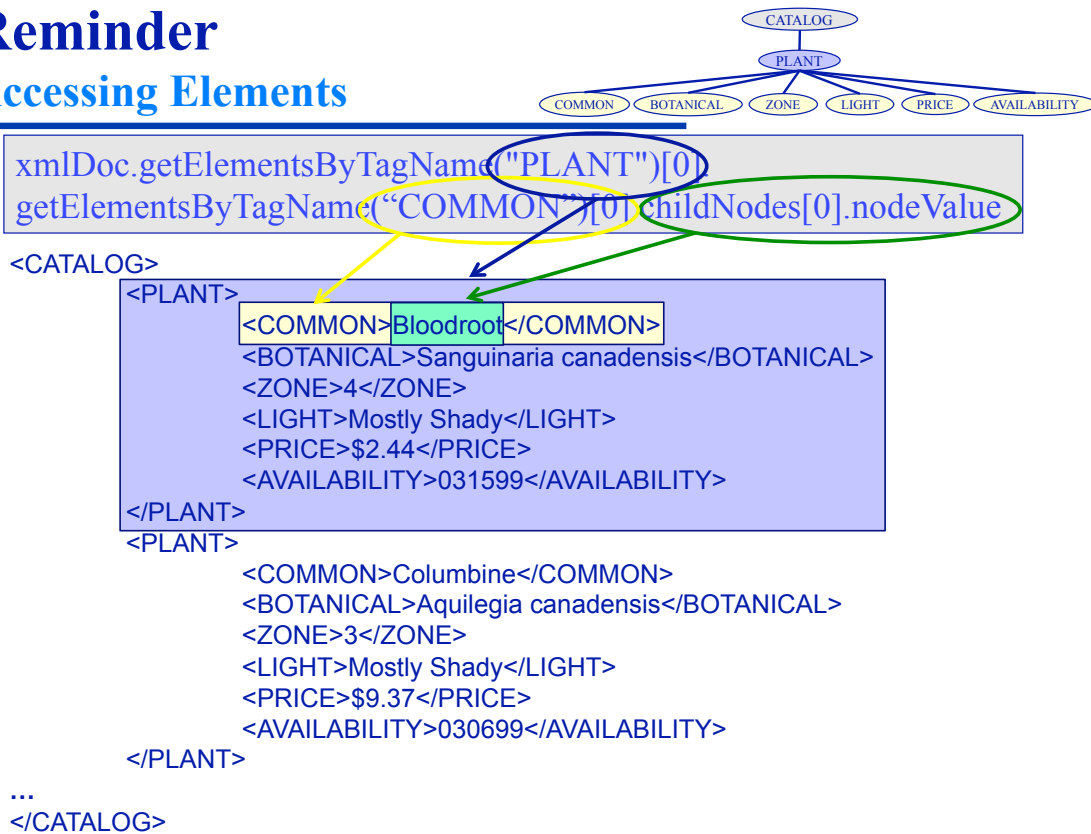 Reminder
Accessing Elements
CATALOG
PLANT
COMMON BOTANICAL ZONE LIGHT PRICE AVAILABILITY
xmlDoc.getElementsByTagName("PLANT")[0].
getElementsByTagName(“COMMON”)[0].childNodes[0].nodeValue
<CATALOG>
<PLANT>
<COMMON>Bloodroot</COMMON>
<BOTANICAL>Sanguinaria canadensis</BOTANICAL>
<ZONE>4</ZONE>
<LIGHT>Mostly Shady</LIGHT>
<PRICE>$2.44</PRICE>
<AVAILABILITY>031599</AVAILABILITY>
</PLANT>
<PLANT>
<COMMON>Columbine</COMMON>
<BOTANICAL>Aquilegia canadensis</BOTANICAL>
<ZONE>3</ZONE>
<LIGHT>Mostly Shady</LIGHT>
<PRICE>$9.37</PRICE>
<AVAILABILITY>030699</AVAILABILITY>
</PLANT>
…
</CATALOG>